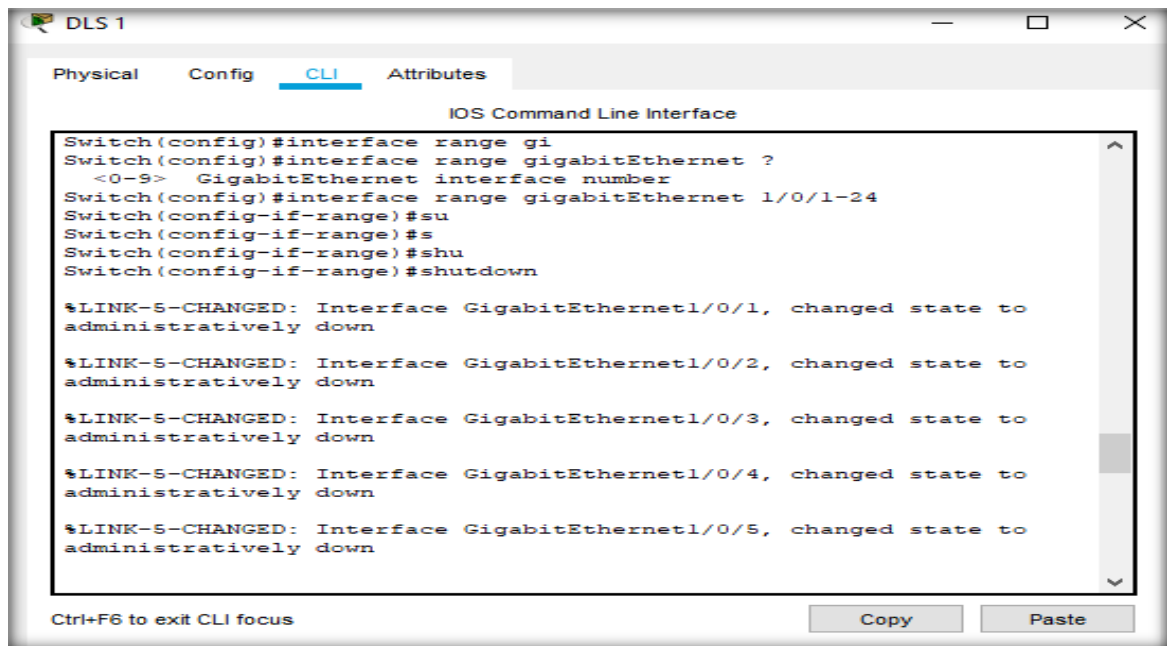 DLS 1
Physical Config CLI Attributes
IOS Command Line Interface
Switch(config)#interface range gi
Switch(config)#interface range gigabitEthernet ?
<0-9> GigabitEthernet interface number
Switch(config)#interface range gigabitEthernet 1/0/1-24
Switch(config-if-range)#su
Switch(config-if-range)#s
Switch(config-if-range)#shu
Switch(config-if-range)#shutdown
%LINK-5-CHANGED: Interface GigabitEthernet1/0/1, changed state to
administratively down
%LINK-5-CHANGED: Interface GigabitEthernet1/0/2, changed state to
administratively down
%LINK-5-CHANGED: Interface GigabitEthernet1/0/3, changed state to
administratively down
%LINK-5-CHANGED: Interface GigabitEthernet1/0/4, changed state to
administratively down
%LINK-5-CHANGED: Interface GigabitEthernet1/0/5, changed state to
administratively down
Ctrl+F6 to exit CLI focus Copy Paste